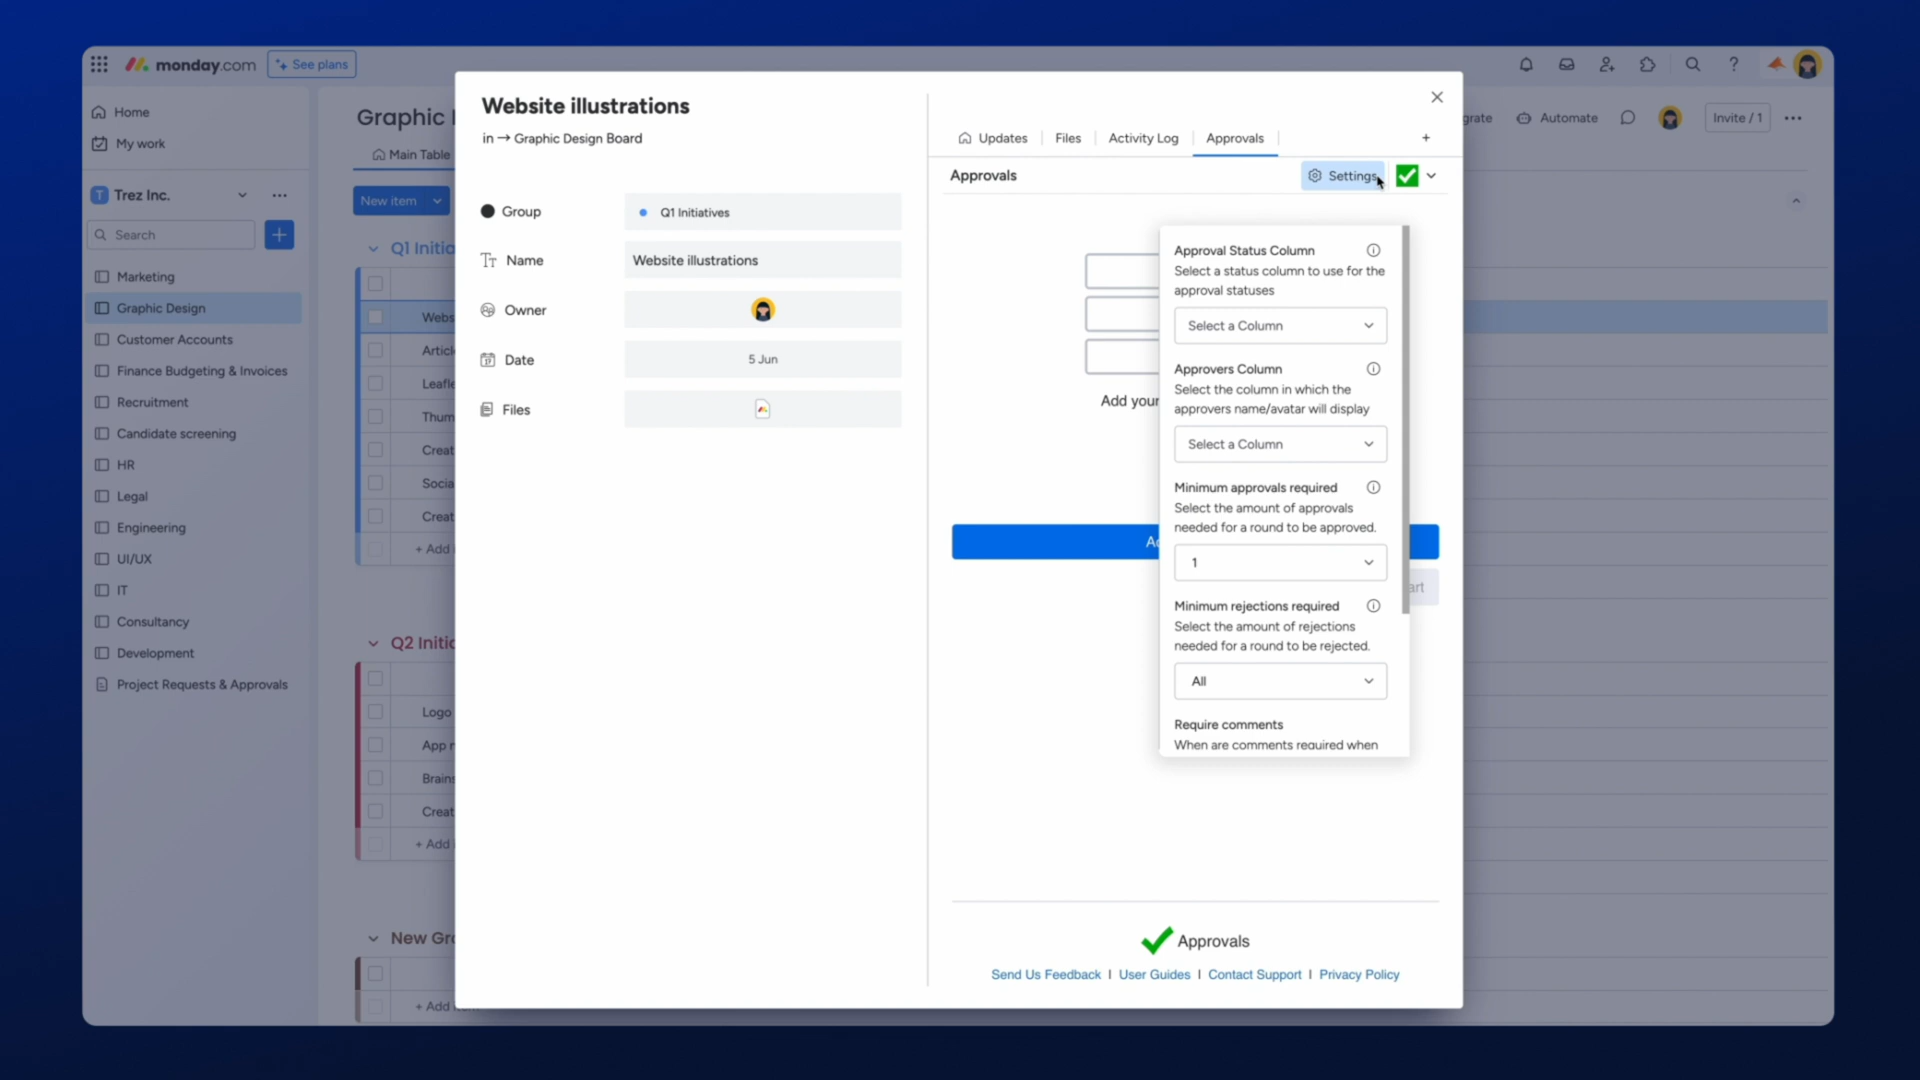 monday.com
See plans
Home
My work
Trez Inc.
Search
Marketing
Graphic Design
Customer Accounts
Finance Budgeting & Invoices
Recruitment
Candidate screening
HR
Legal
Engineering
UI/UX
IT
Consultancy
Development
Project Requests & Approvals
Graphic
Main Table
New item
Q1 Initia
Webs
Article
Leafle
Thum
Creat
Socia
Creat
+ Add
Q2 Initia
Logo
App
Brains
Creat
+ Add
New Gro
+ Add
Website illustrations
in → Graphic Design Board
Group
Q1 Initiatives
Name
Website illustrations
Owner
Date
5 Jun
Files
Updates
Files
Activity Log
Approvals
+
Approvals
Settings
Add your
Ad
art
Approval Status Column
Select a status column to use for the
approval statuses
Select a Column
Approvers Column
Select the column in which the
approvers name/avatar will display
Select a Column
Minimum approvals required
Select the amount of approvals
needed for a round to be approved.
1
Minimum rejections required
Select the amount of rejections
needed for a round to be rejected.
All
Require comments
When are comments required when
Approvals
Send Us Feedback | User Guides | Contact Support | Privacy Policy
grate
Automate
Invite / 1